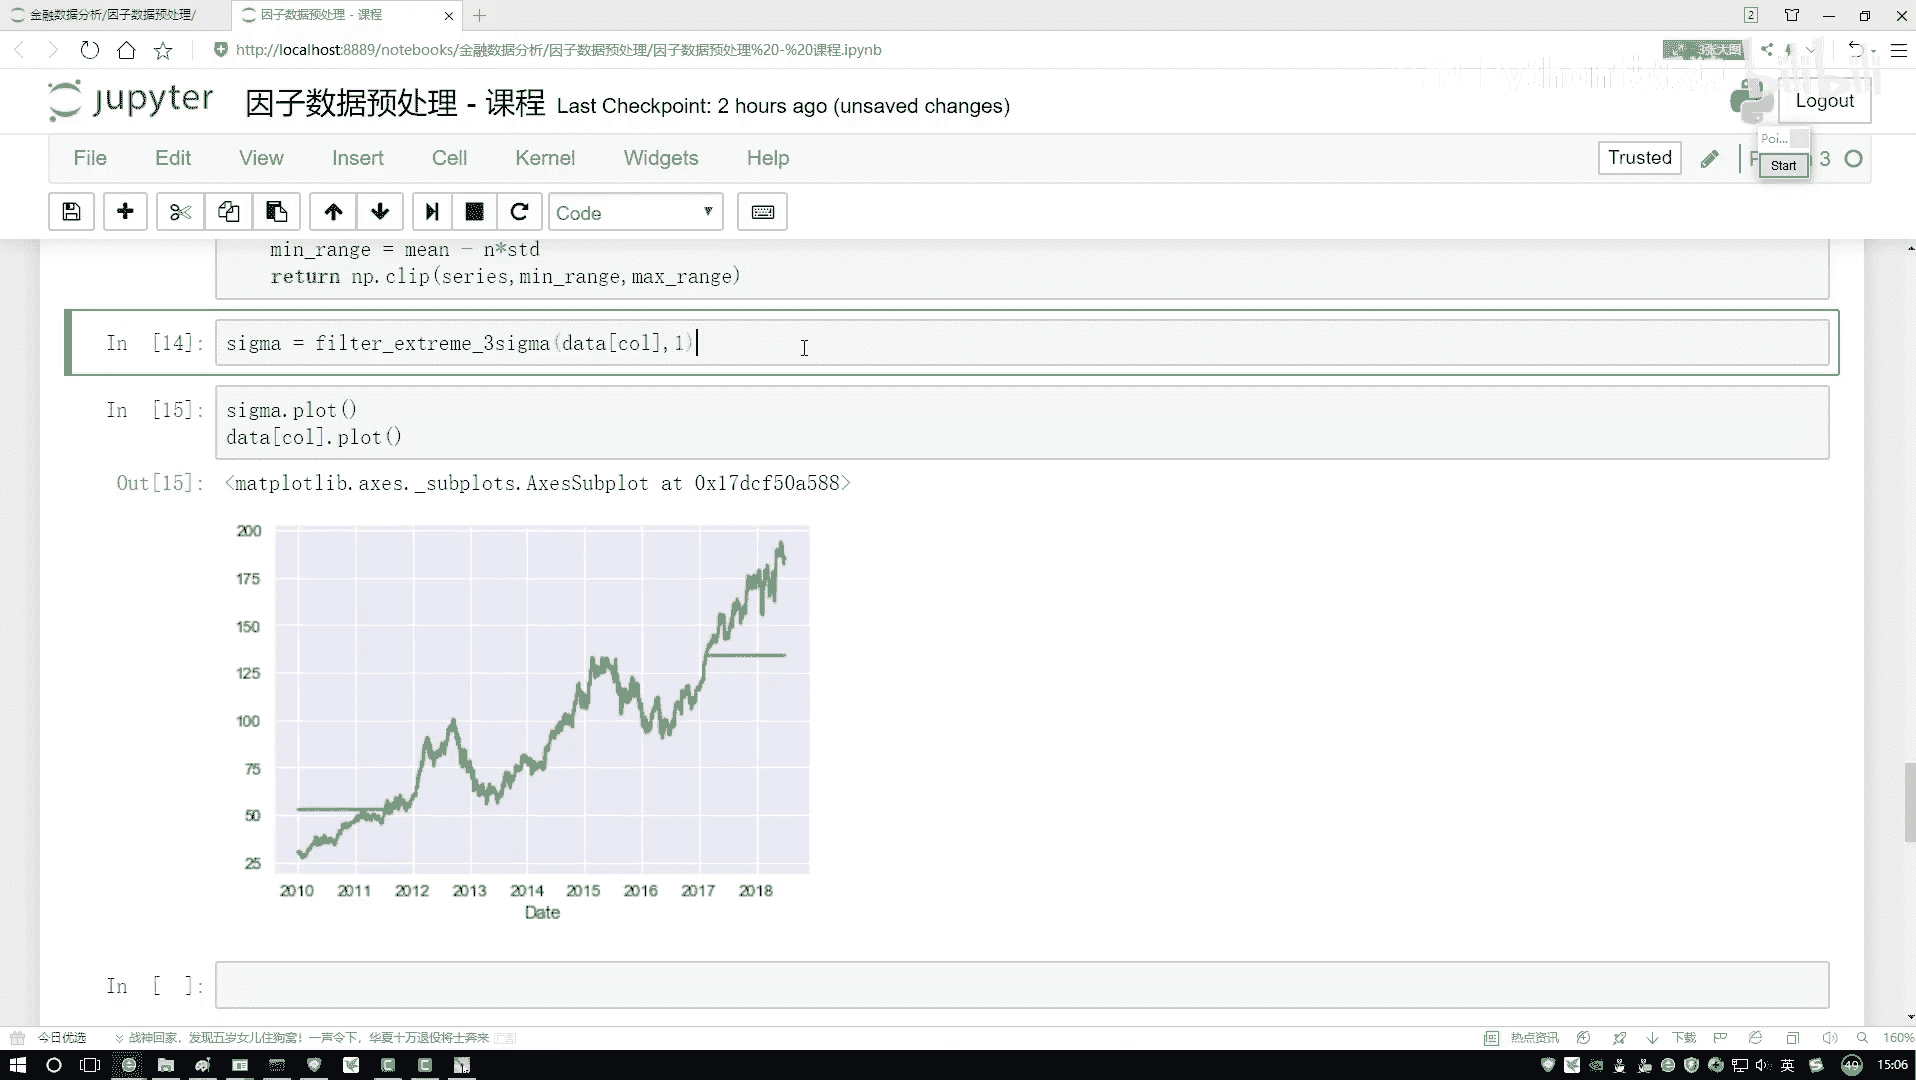 金融数据分析/因子数据预处理/
因子数据预处理 - 课程
2
http://localhost:8889/notebooks/金融数据分析/因子数据预处理/因子数据预处理%20-%20课程.ipynb
jupyter 因子数据预处理 - 课程 Last Checkpoint: 2 hours ago (unsaved changes)
bilibili
Logout
File Edit View Insert Cell Kernel Widgets Help
Trusted
3
Poi...
Start
Code
min_range = mean - n*std
return np.clip(series,min_range,max_range)
In [14]: sigma = filter_extreme_3sigma(data[col],1)
In [15]: sigma.plot()
data[col].plot()
Out[15]: <matplotlib.axes._subplots.AxesSubplot at 0x17dcf50a588>
200
175
150
125
100
75
50
25
2010 2011 2012 2013 2014 2015 2016 2017 2018
Date
In [ ]:
今日优选 战神回家，发现五岁女儿住狗窝！一声令下，华夏十万退役将士奔来
热点资讯 下载 160%
英 49 15:06